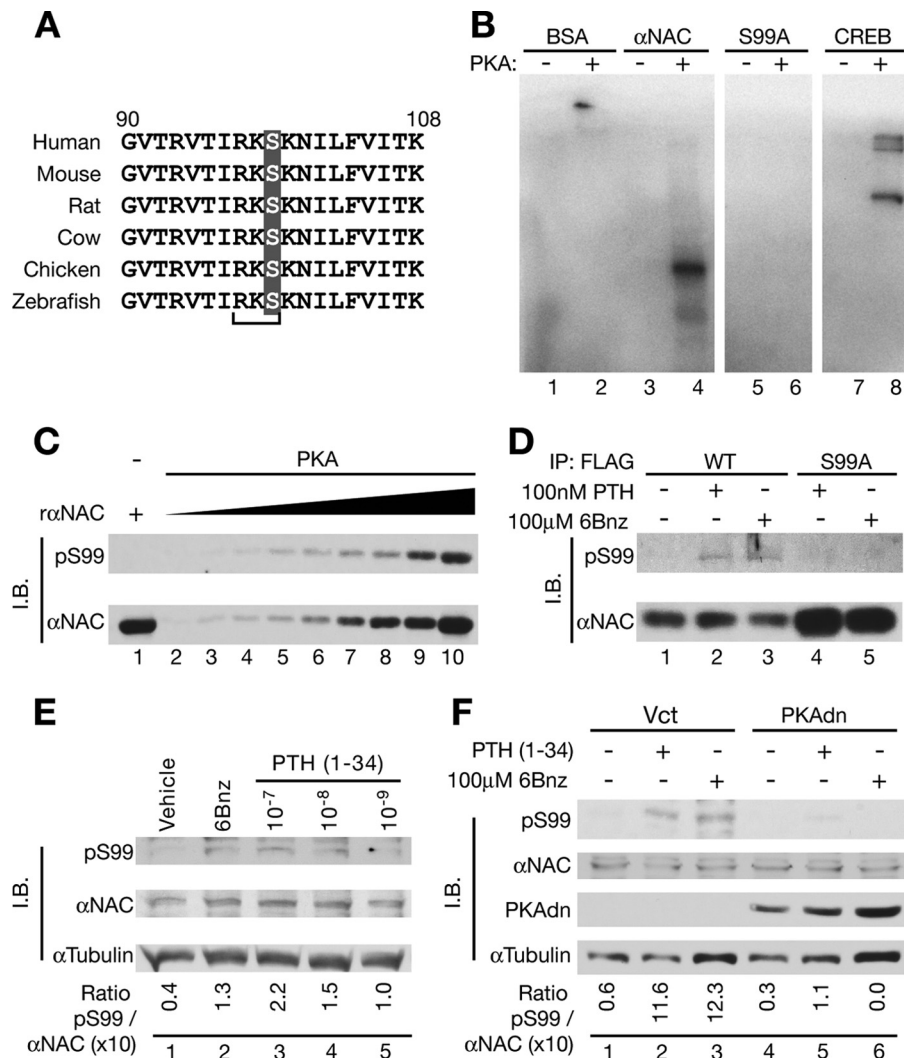 A
90 108
Human GVTRVTIRKSKNILFVITK
Mouse GVTRVTIRKSKNILFVITK
Rat GVTRVTIRKSKNILFVITK
Cow GVTRVTIRKSKNILFVITK
Chicken GVTRVTIRKSKNILFVITK
Zebrafish GVTRVTIRKSKNILFVITK
B
BSA αNAC S99A CREB
PKA: - + - + - + - +
1 2 3 4 5 6 7 8
C
- PKA
rαNAC +
I.B.
pS99
αNAC
1 2 3 4 5 6 7 8 9 10
D
IP: FLAG WT S99A
100nM PTH - + - + -
100μM 6Bnz - - + - +
I.B.
pS99
αNAC
1 2 3 4 5
E
PTH (1-34)
Vehicle 6Bnz 10-7 10-8 10-9
I.B.
pS99
αNAC
αTubulin
Ratio 0.4 1.3 2.2 1.5 1.0
pS99 /
αNAC (x10) 1 2 3 4 5
F
Vct PKAdn
PTH (1-34) - + - - + -
100μM 6Bnz - - + - - +
I.B.
pS99
αNAC
PKAdn
αTubulin
Ratio 0.6 11.6 12.3 0.3 1.1 0.0
pS99 /
αNAC (x10) 1 2 3 4 5 6